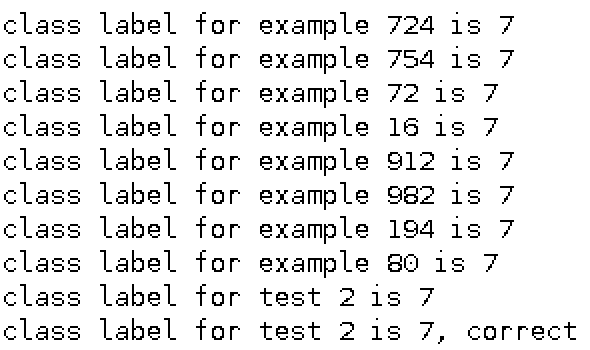 class label for example 724 is 7
class label for example 754 is 7
class label for example 72 is 7
class label for example 16 is 7
class label for example 912 is 7
class label for example 982 is 7
class label for example 194 is 7
class label for example 80 is 7
class label for test 2 is 7
class label for test 2 is 7, correct